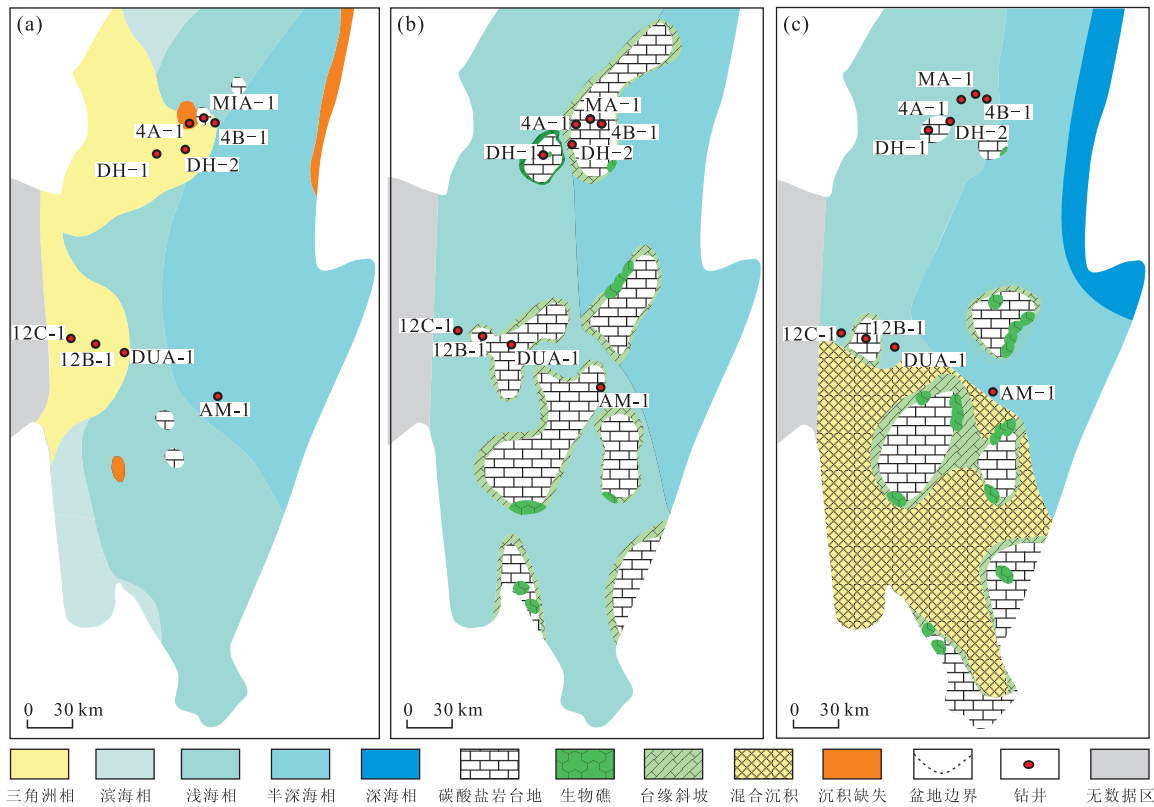 (a)
MIA-1
4A-1
4B-1
DH-1
DH-2
12C-1
12B-1
DUA-1
AM-1
0 30 km
(b)
MA-1
4A-1
4B-1
DH-1
DH-2
12C-1
12B-1
DUA-1
AM-1
0 30 km
(c)
MA-1
4A-1
4B-1
DH-2
DH-1
12C-1
12B-1
DUA-1
AM-1
0 30 km
三角洲相 滨海相 浅海相 半深海相 深海相 碳酸盐岩台地 生物礁 台缘斜坡 混合沉积 沉积缺失 盆地边界 钻井 无数据区